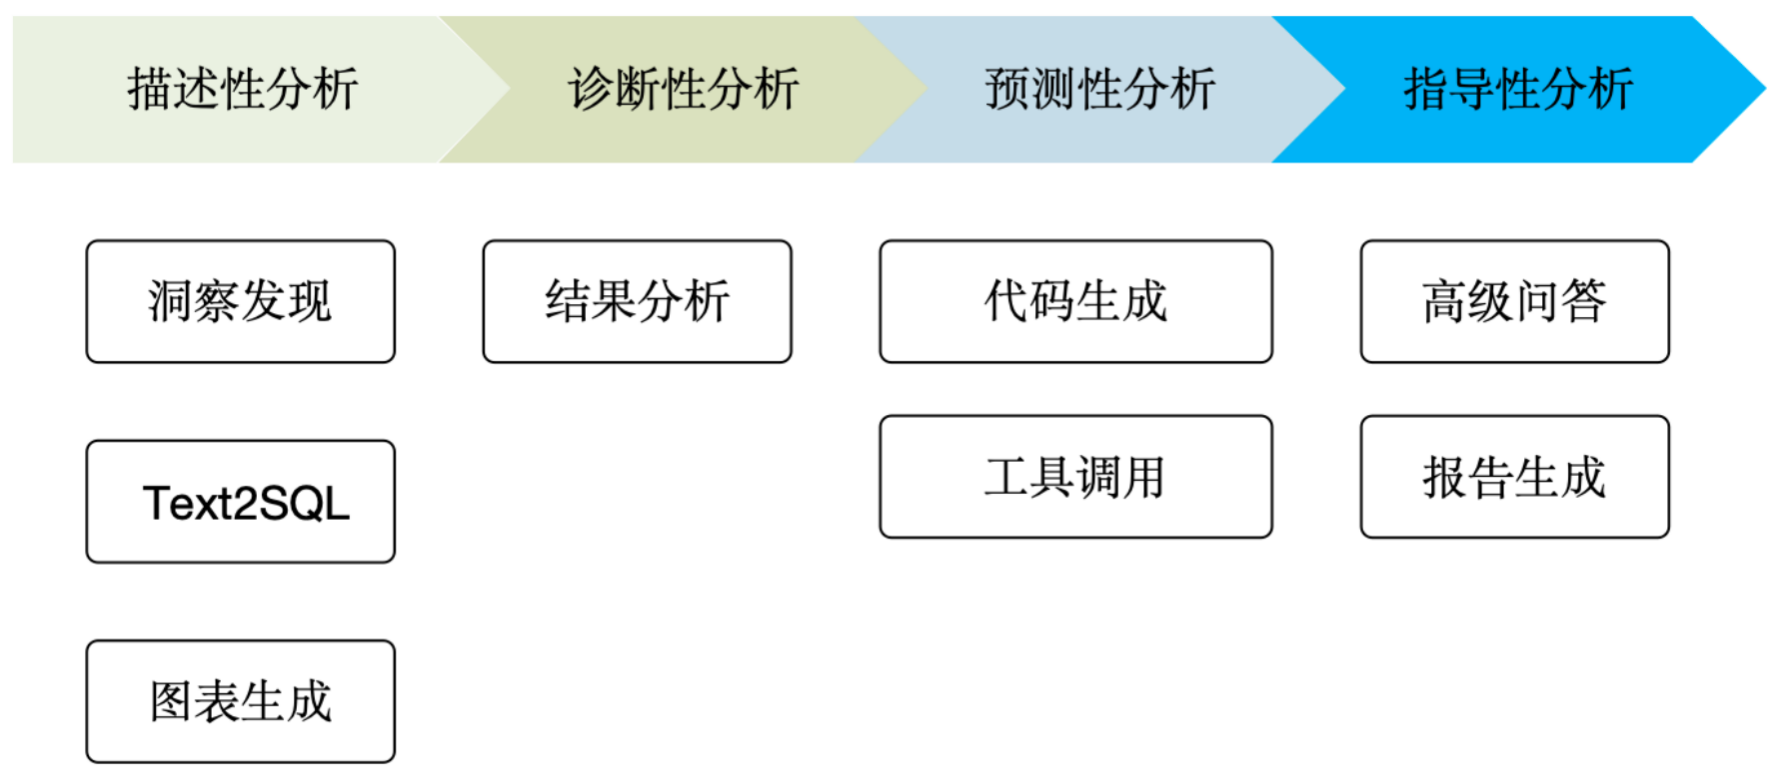 描述性分析
诊断性分析
预测性分析
指导性分析
洞察发现
结果分析
代码生成
高级问答
Text2SQL
工具调用
报告生成
图表生成